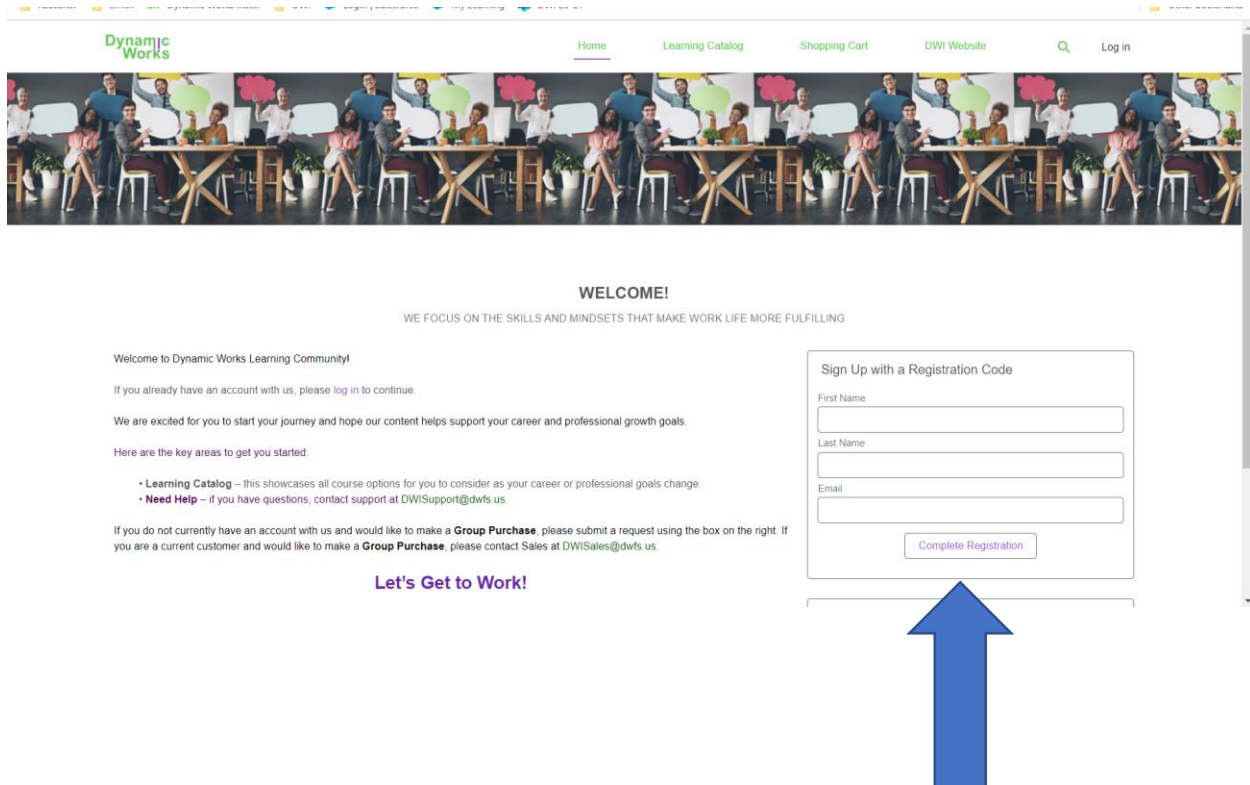 Dynamic
Works
Home Learning Catalog Shopping Cart DWI Website Log in
WELCOME!
WE FOCUS ON THE SKILLS AND MINDSETS THAT MAKE WORK LIFE MORE FULFILLING
Welcome to Dynamic Works Learning Community!
If you already have an account with us, please log in to continue.
We are excited for you to start your journey and hope our content helps support your career and professional growth goals.
Here are the key areas to get you started:
• Learning Catalog – this showcases all course options for you to consider as your career or professional goals change.
• Need Help – if you have questions, contact support at DWISupport@dwfs.us.
If you do not currently have an account with us and would like to make a Group Purchase, please submit a request using the box on the right. If
you are a current customer and would like to make a Group Purchase, please contact Sales at DWISales@dwfs.us
Let's Get to Work!
Sign Up with a Registration Code
First Name
Last Name
Email
Complete Registration